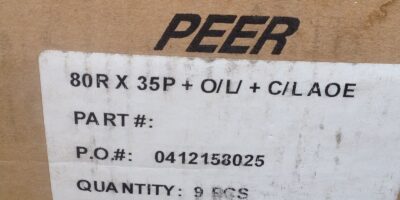 PEER
80R X 35P + O/L/ + C/L AOE
PART #:
P.O.#: 0412158025
QUANTITY: 9 PCS